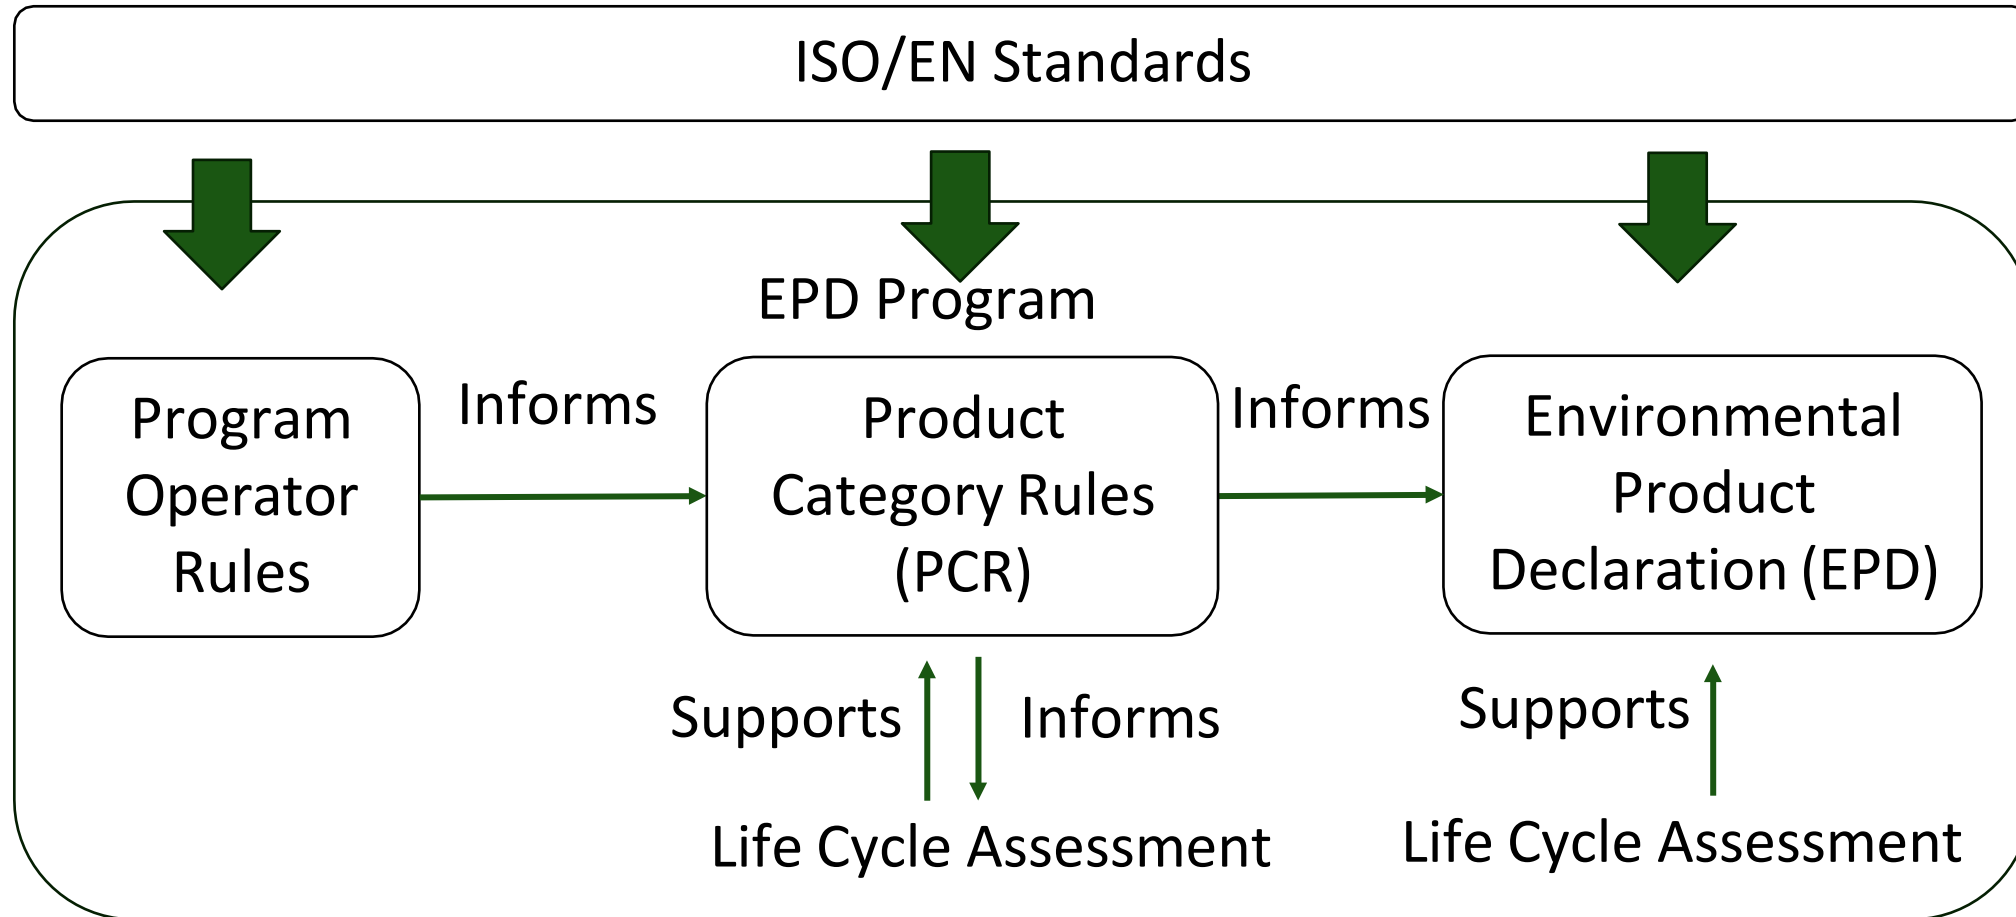 ISO/EN Standards
EPD Program
Program
Operator
Rules
Informs
Product
Category Rules
(PCR)
Informs
Environmental
Product
Declaration (EPD)
Supports
Informs
Supports
Life Cycle Assessment
Life Cycle Assessment